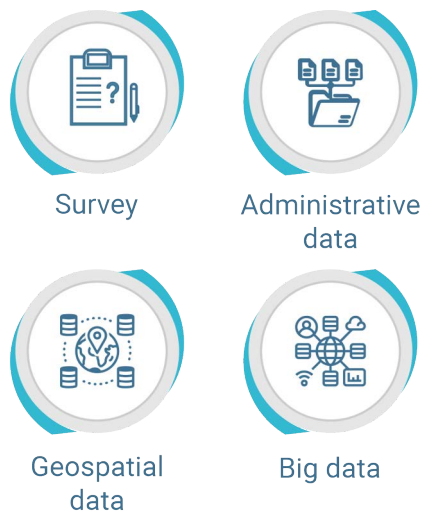 ?
Survey
Administrative
data
Geospatial
data
Big data